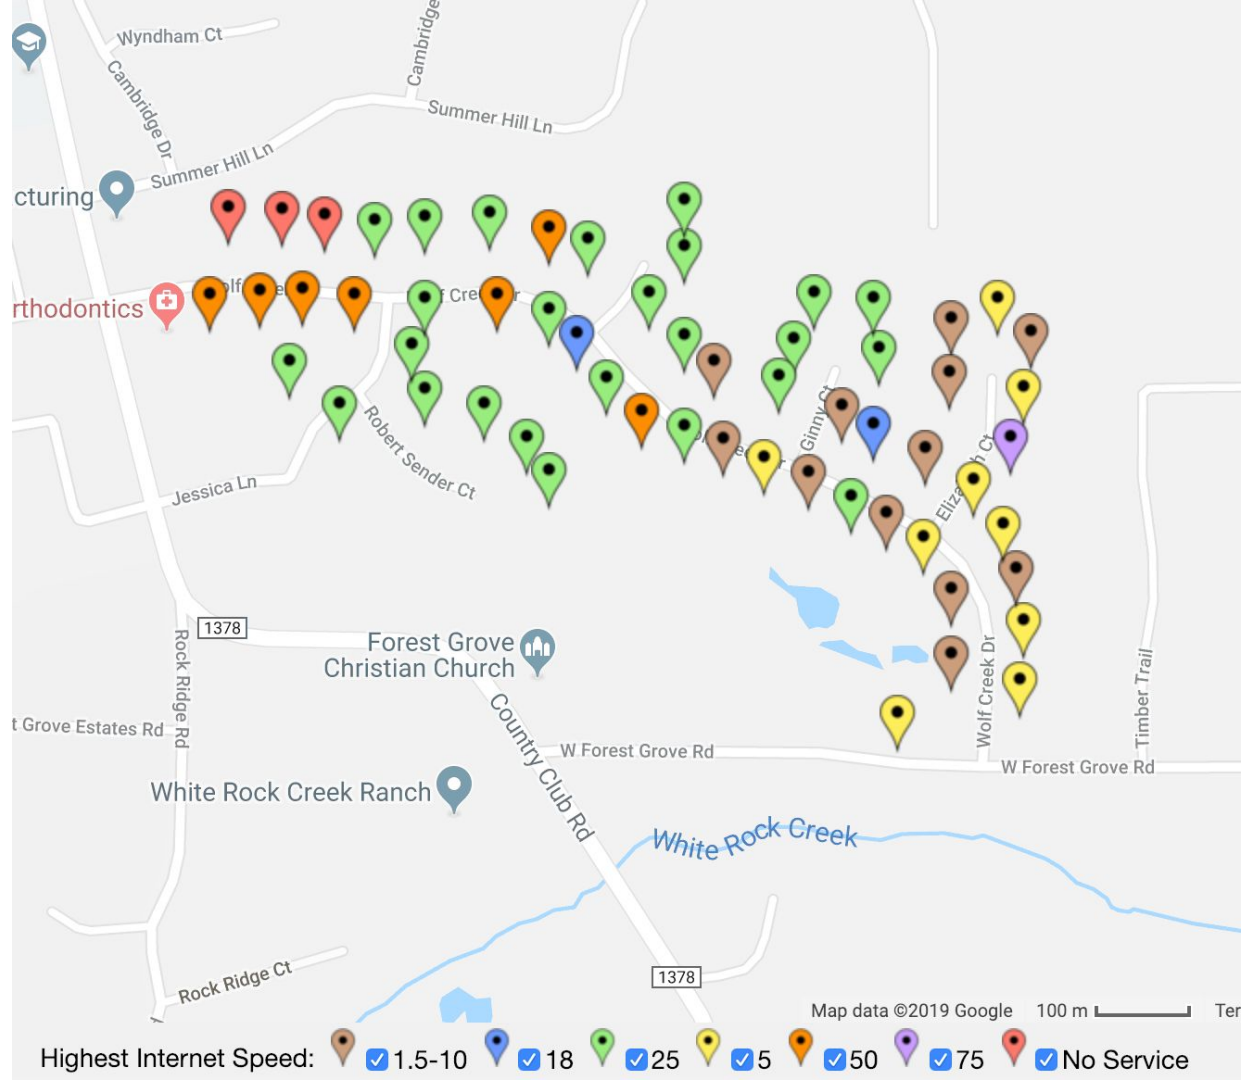 Wyndham Ct
Cambridge
Cambridge Dr
Summer Hill Ln
Summer Hill Ln
cturing
rthodontics
Ginny Ct
Robert Sender Ct
Jessica Ln
1378
Forest Grove
Christian Church
Rock Ridge Rd
Wolf Creek Dr
Timber Trail
t Grove Estates Rd
Country Club Rd
W Forest Grove Rd
W Forest Grove Rd
White Rock Creek Ranch
White Rock Creek
Rock Ridge Ct
1378
Map data ©2019 Google 100 m Ter
Highest Internet Speed: 1.5-10 18 25 5 50 75 No Service